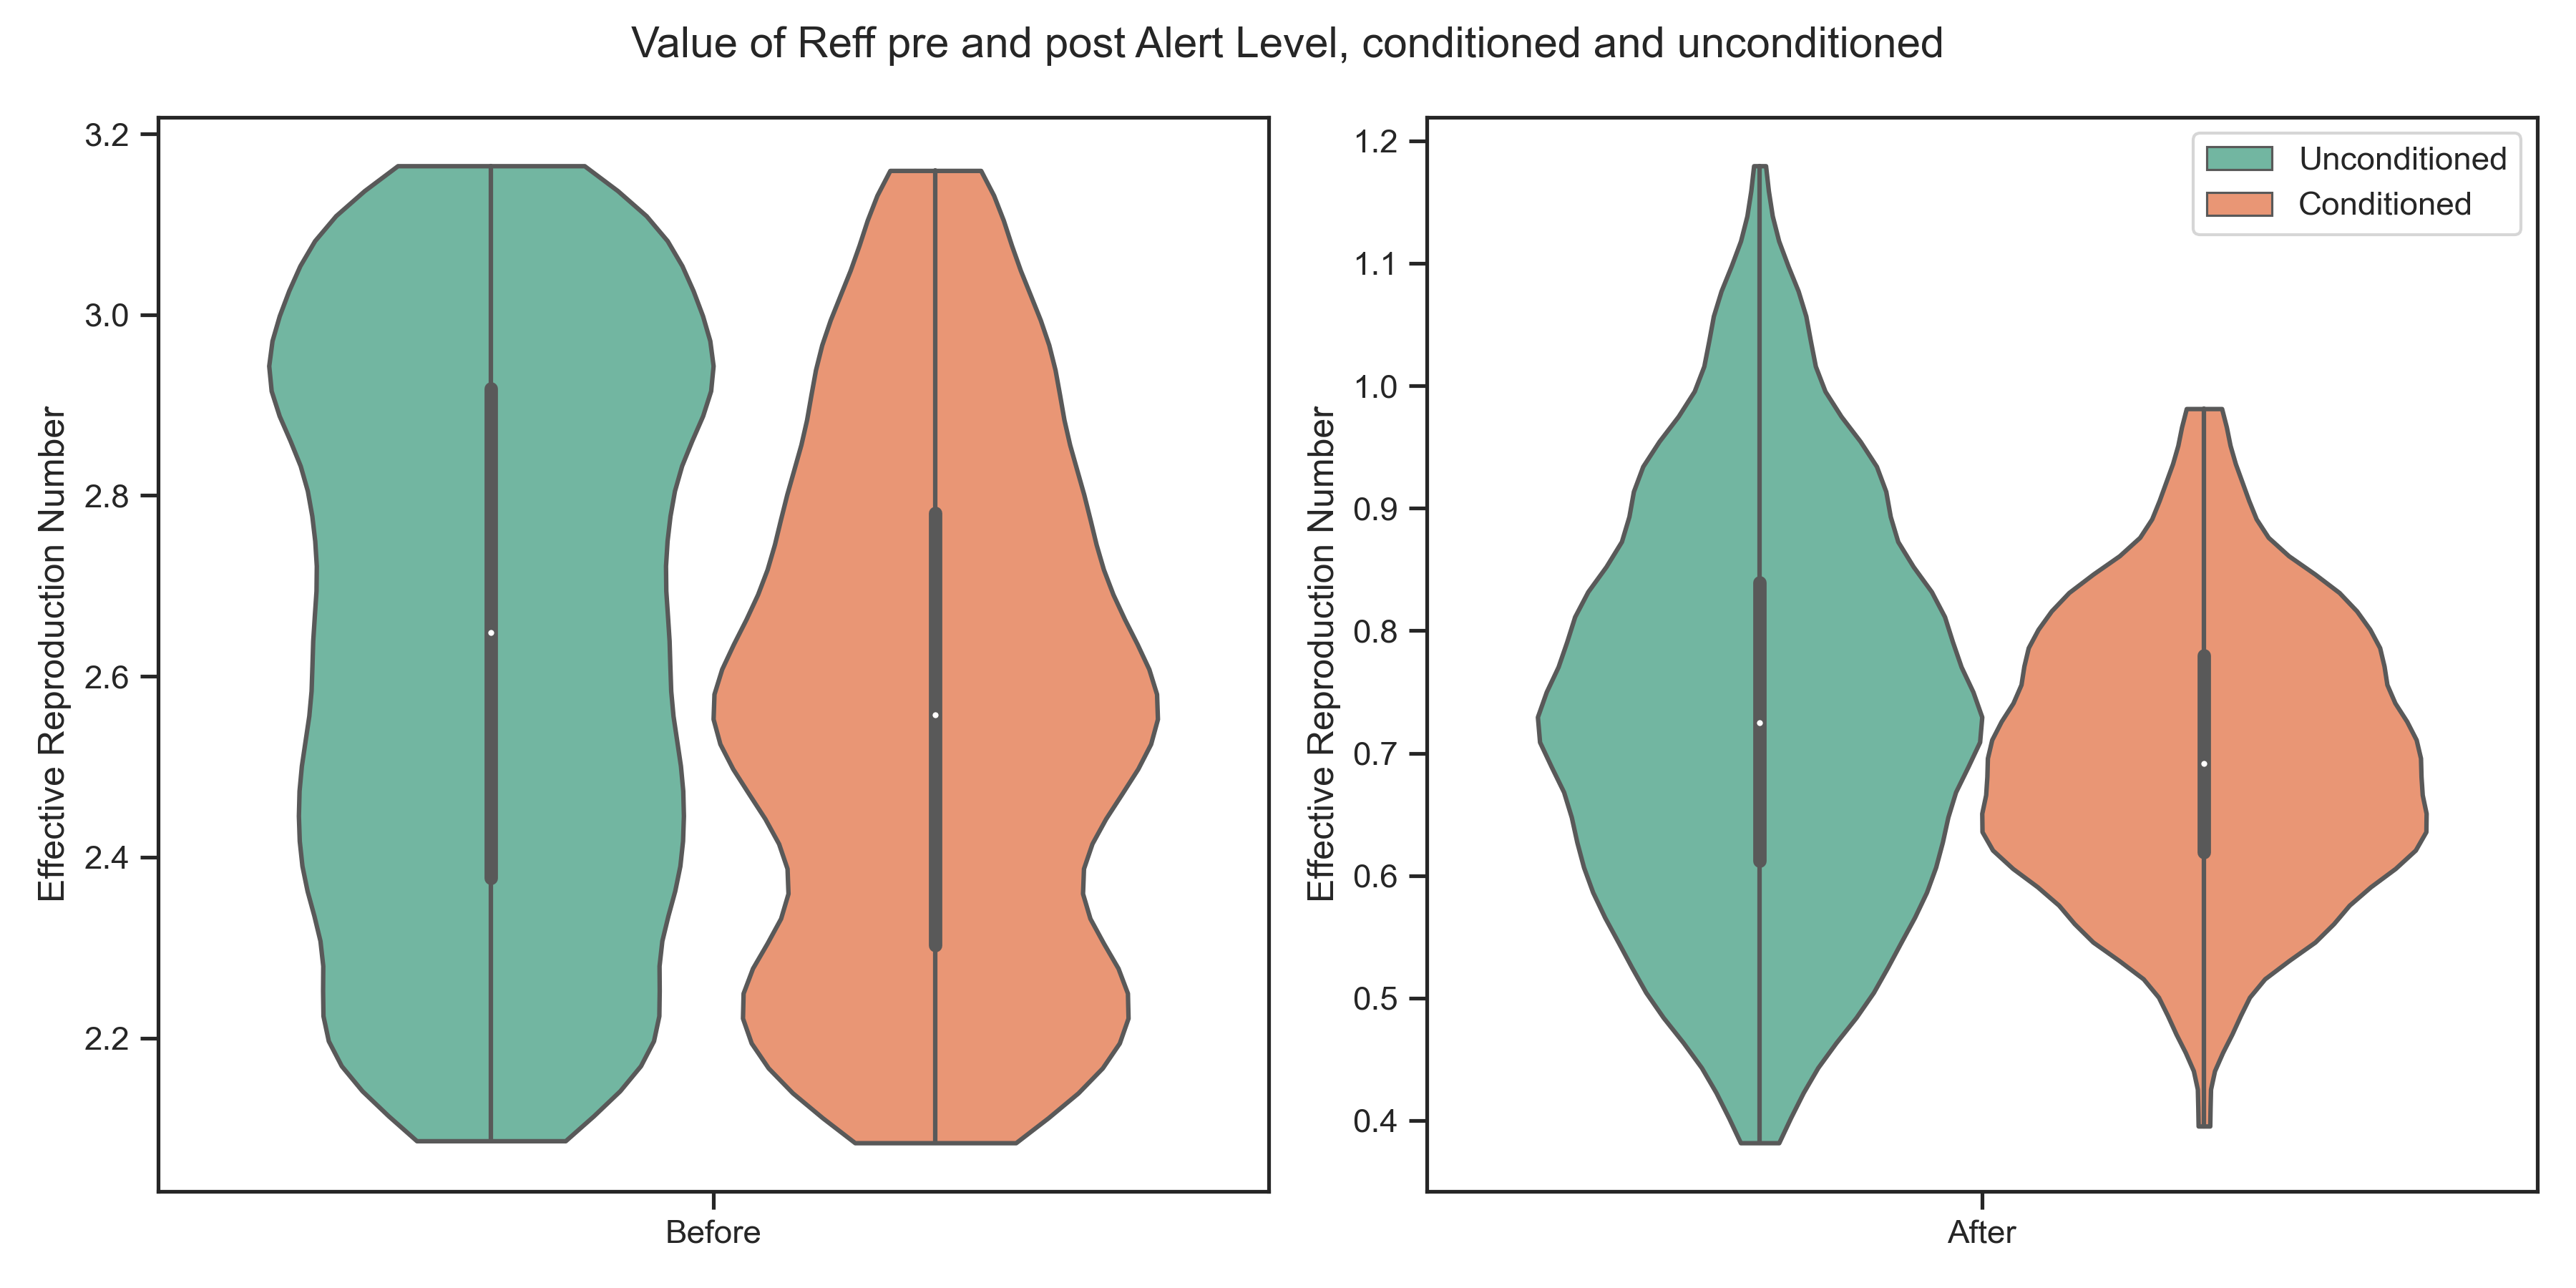 Value of Reff pre and post Alert Level, conditioned and unconditioned
Effective Reproduction Number
3.2
3.0
2.8
2.6
2.4
2.2
Before
Effective Reproduction Number
1.2
1.1
1.0
0.9
0.8
0.7
0.6
0.5
0.4
After
Unconditioned
Conditioned